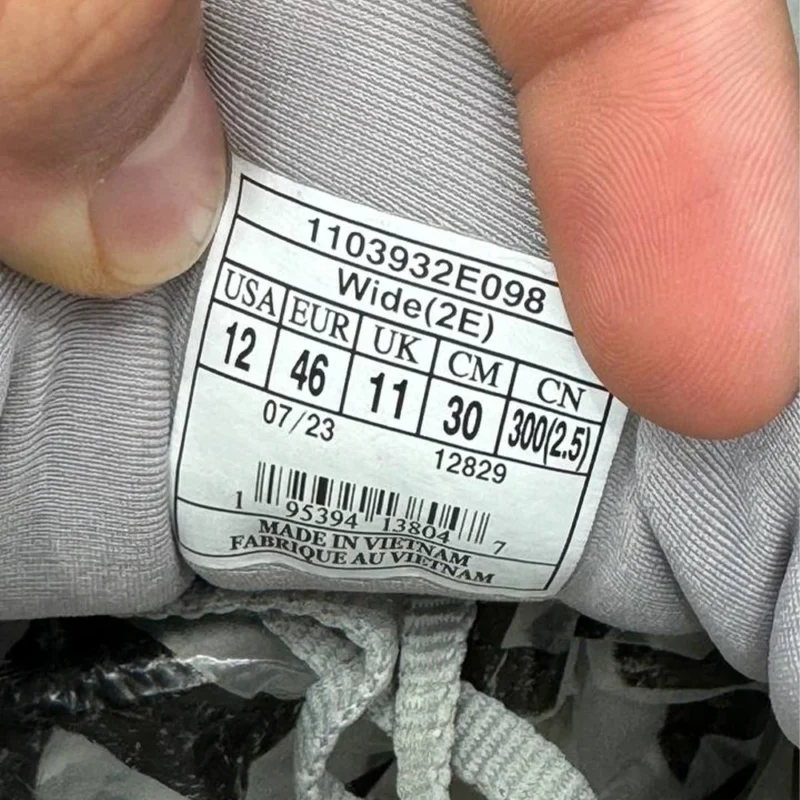 1103932E098
Wide(2E)
USA EUR UK CM CN
12 46 11 30 300(2.5)
07/23
12829
1 95394 13804 7
MADE IN VIETNAM
FABRIQUE AU VIETNAM